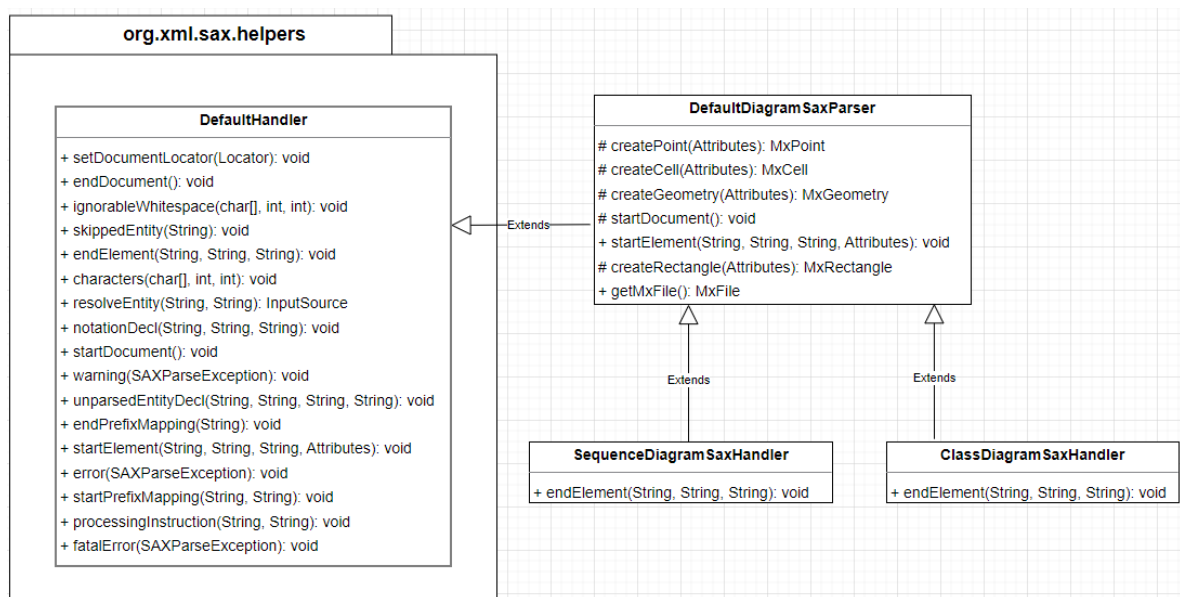 org.xml.sax.helpers
DefaultHandler
+ setDocumentLocator(Locator): void
+ endDocument(): void
+ ignorableWhitespace(char[], int, int): void
+ skippedEntity(String): void
+ endElement(String, String, String): void
+ characters(char[], int, int): void
+ resolveEntity(String, String): InputSource
+ notationDecl(String, String, String): void
+ startDocument(): void
+ warning(SAXParseException): void
+ unparsedEntityDecl(String, String, String, String): void
+ endPrefixMapping(String): void
+ startElement(String, String, String, Attributes): void
+ error(SAXParseException): void
+ startPrefixMapping(String, String): void
+ processingInstruction(String, String): void
+ fatalError(SAXParseException): void
Extends
DefaultDiagramSaxParser
# createPoint(Attributes): MxPoint
# createCell(Attributes): MxCell
# createGeometry(Attributes): MxGeometry
# startDocument(): void
+ startElement(String, String, String, Attributes): void
# createRectangle(Attributes): MxRectangle
+ getMxFile(): MxFile
Extends
Extends
SequenceDiagramSaxHandler
+ endElement(String, String, String): void
ClassDiagramSaxHandler
+ endElement(String, String, String): void